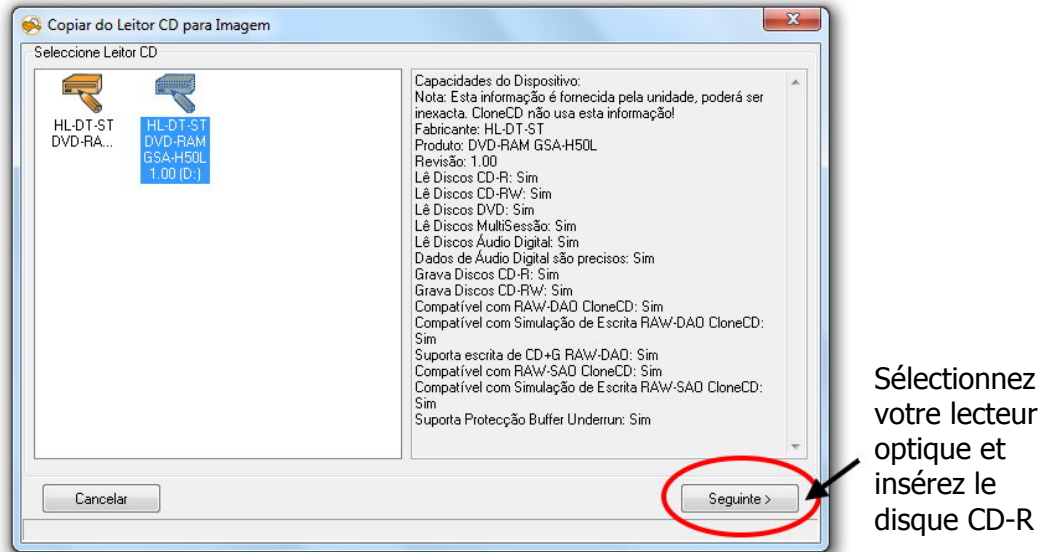 Copiar do Leitor CD para Imagem
Seleccione Leitor CD
HL-DT-ST
DVD-RA...
HL-DT-ST
DVD-RAM
GSA-H50L
1.00 (D:)
Capacidades do Dispositivo:
Nota: Esta informação é fornecida pela unidade, poderá ser
inexacta. CloneCD não usa esta informação!
Fabricante: HL-DT-ST
Produto: DVD-RAM GSA-H50L
Revisão: 1.00
Lê Discos CD-R: Sim
Lê Discos CD-RW: Sim
Lê Discos DVD: Sim
Lê Discos MultiSessão: Sim
Lê Discos Áudio Digital: Sim
Dados de Áudio Digital são precisos: Sim
Grava Discos CD-R: Sim
Grava Discos CD-RW: Sim
Compatível com RAW-DAO CloneCD: Sim
Compatível com Simulação de Escrita RAW-DAO CloneCD:
Sim
Suporta escrita de CD+G RAW-DAO: Sim
Compatível com RAW-SAO CloneCD: Sim
Compatível com Simulação de Escrita RAW-SAO CloneCD:
Sim
Suporta Protecção Buffer Underrun: Sim
Cancelar
Seguinte >
Sélectionnez
votre lecteur
optique et
insérez le
disque CD-R